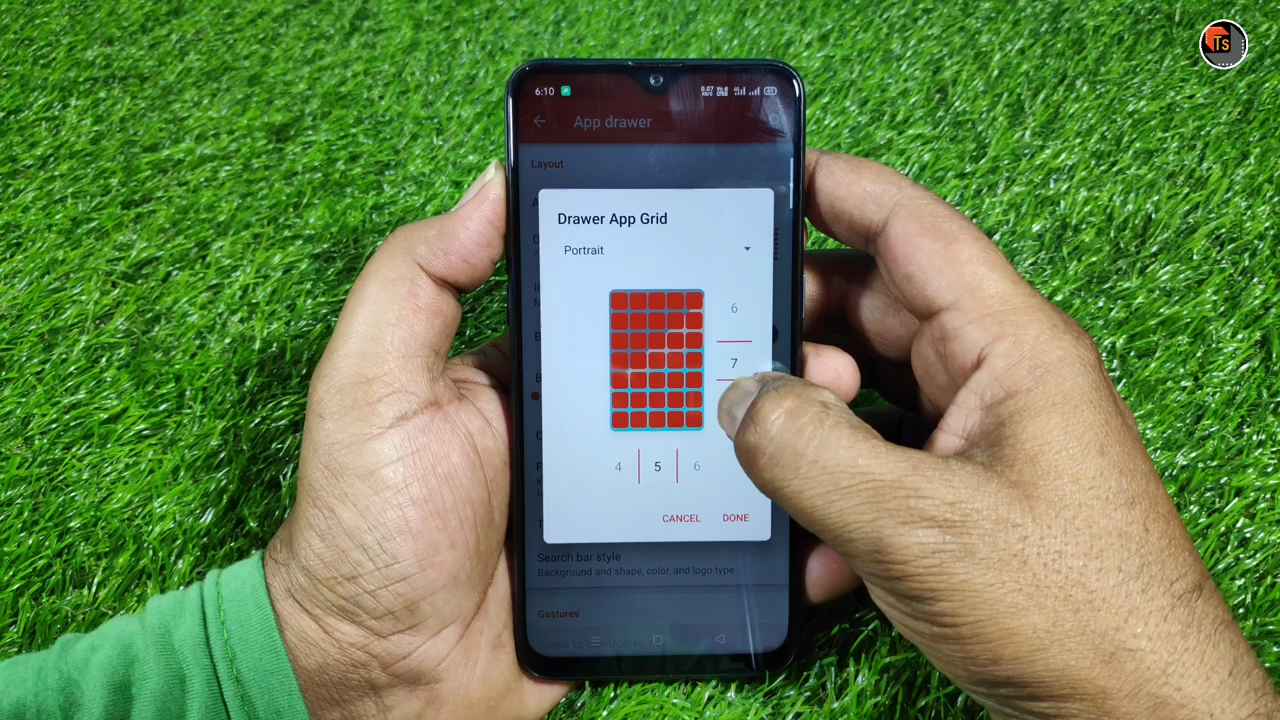 Ts
6:10
App drawer
Layout
Drawer App Grid
Portrait
6
7
4 5 6
CANCEL DONE
Search bar style
Background and shape, color, and logo type
Gestures